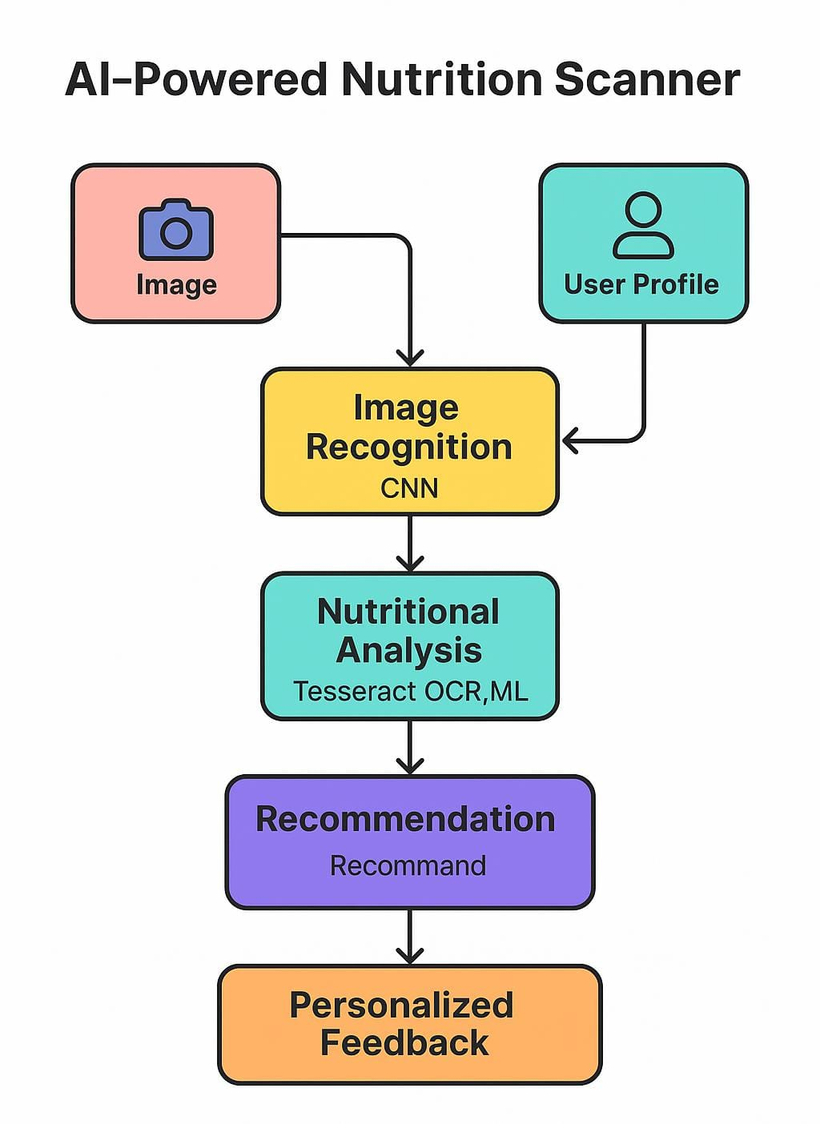 AI-Powered Nutrition Scanner
Image
User Profile
Image
Recognition
CNN
Nutritional
Analysis
Tesseract OCR,ML
Recommendation
Recommand
Personalized
Feedback